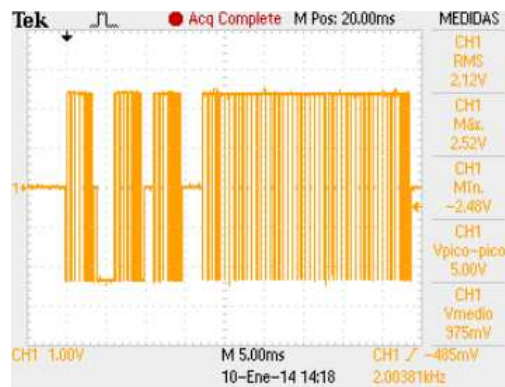 Tek Acq Complete M Pos: 20.00ms MEDIDAS
CH1
RMS
2.12V
CH1
Máx.
2.52V
CH1
Mín.
-2.48V
CH1
Vpico-pico
5.00V
CH1
Vmedio
975mV
1
CH1 1.00V M 5.00ms CH1 -485mV
10-Ene-14 14:18 2.00381kHz